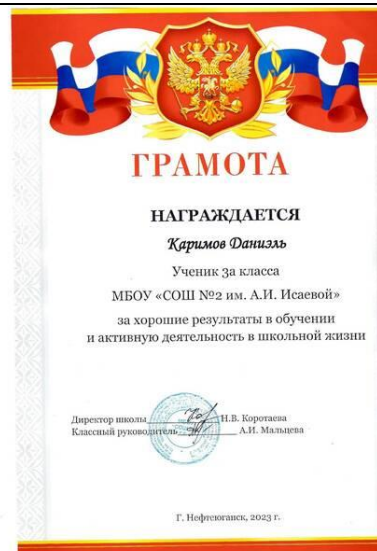 ГРАМОТА
НАГРАЖДАЕТСЯ
Каримов Даниэль
Ученик 3а класса
МБОУ «СОШ №2 им. А.И. Исаевой»
за хорошие результаты в обучении
и активную деятельность в школьной жизни
Директор школы Н.В. Коротаева
Классный руководитель А.И. Мальцева
Г. Нефтеюганск, 2023 г.